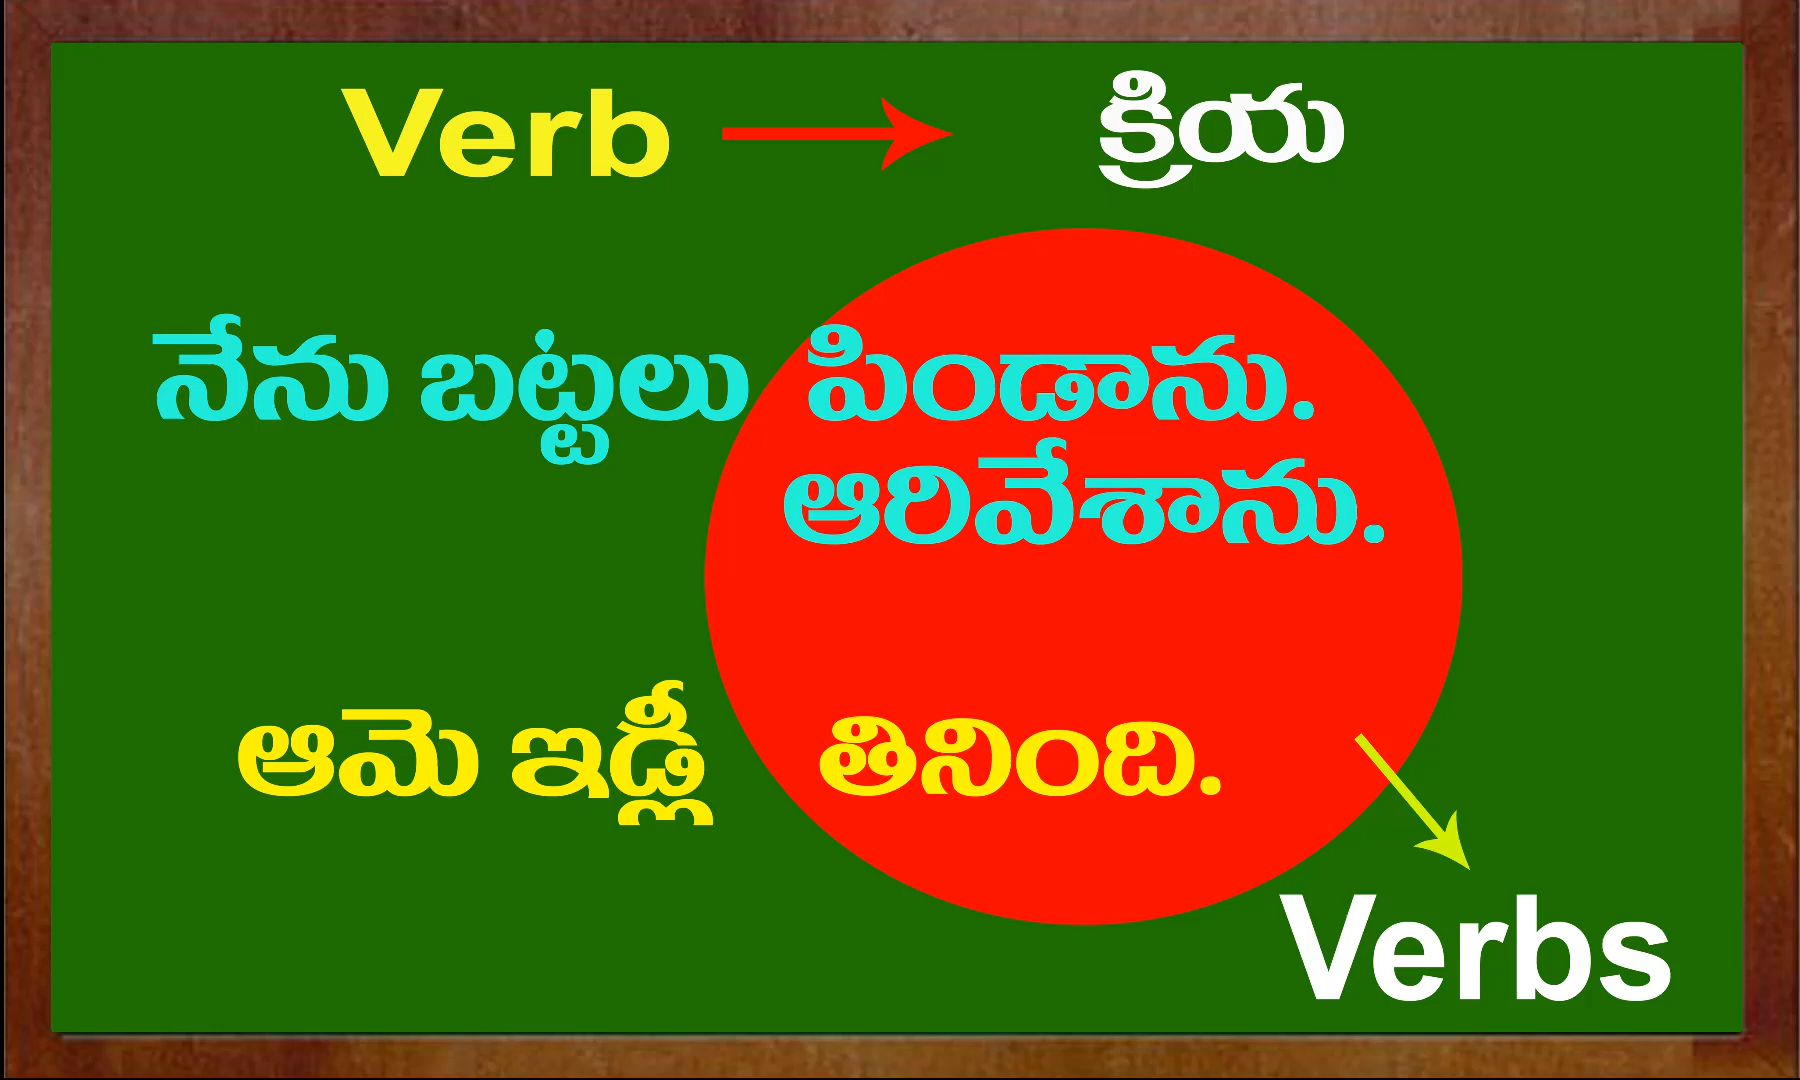 Verb క్రియ
నేను బట్టలు పిండాను.
ఆరివేశాను.
ఆమె ఇడ్లీ తినింది.
Verbs